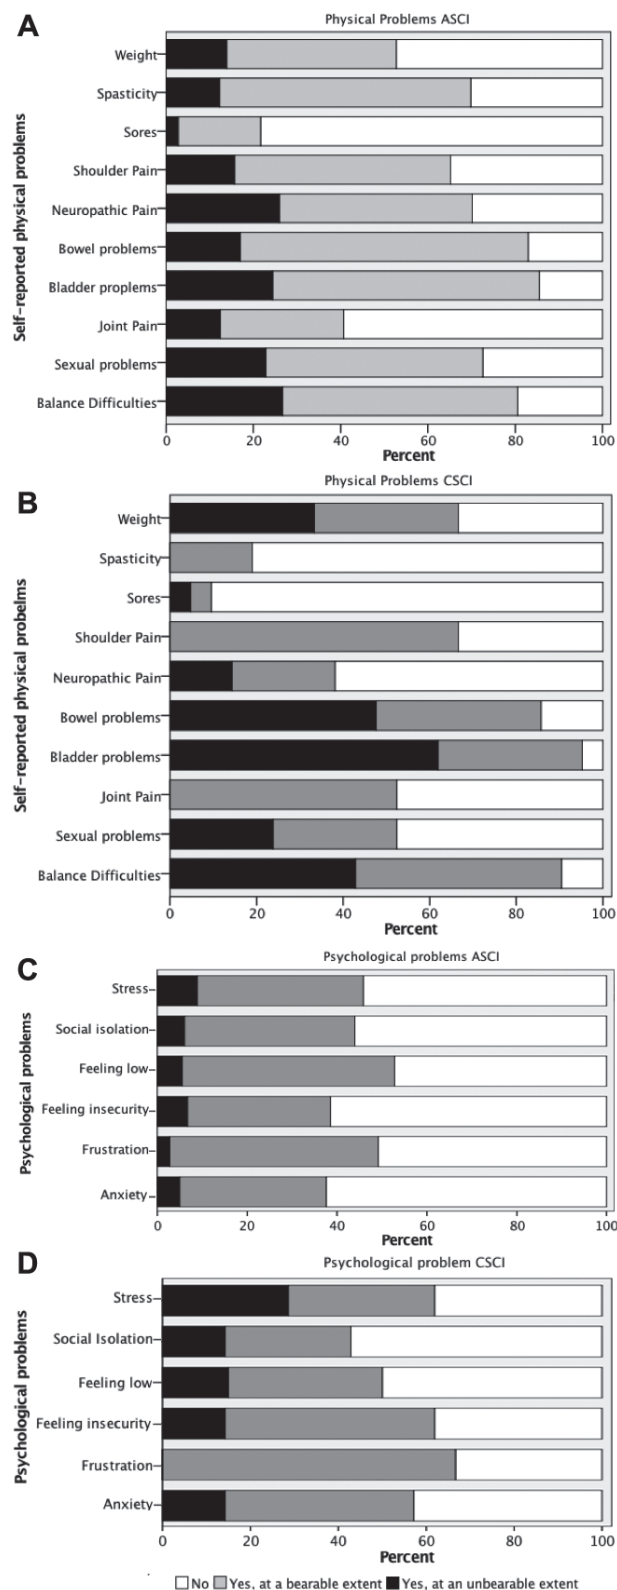 A
Physical Problems ASCI
Self-reported physical problems
Weight
Spasticity
Sores
Shoulder Pain
Neuropathic Pain
Bowel problems
Bladder proplems
Joint Pain
Sexual problems
Balance Difficulties
0 20 40 60 80 100
Percent
B
Physical Problems CSCI
Self-reported physical probelms
Weight
Spasticity
Sores
Shoulder Pain
Neuropathic Pain
Bowel problems
Bladder problems
Joint Pain
Sexual problems
Balance Difficulties
0 20 40 60 80 100
Percent
C
Psychological problems ASCI
Psychological problems
Stress
Social isolation
Feeling low
Feeling insecurity
Frustration
Anxiety
0 20 40 60 80 100
Percent
D
Psychological problem CSCI
Psychological problems
Stress
Social Isolation
Feeling low
Feeling insecurity
Frustration
Anxiety
0 20 40 60 80 100
Percent
No Yes, at a bearable extent Yes, at an unbearable extent